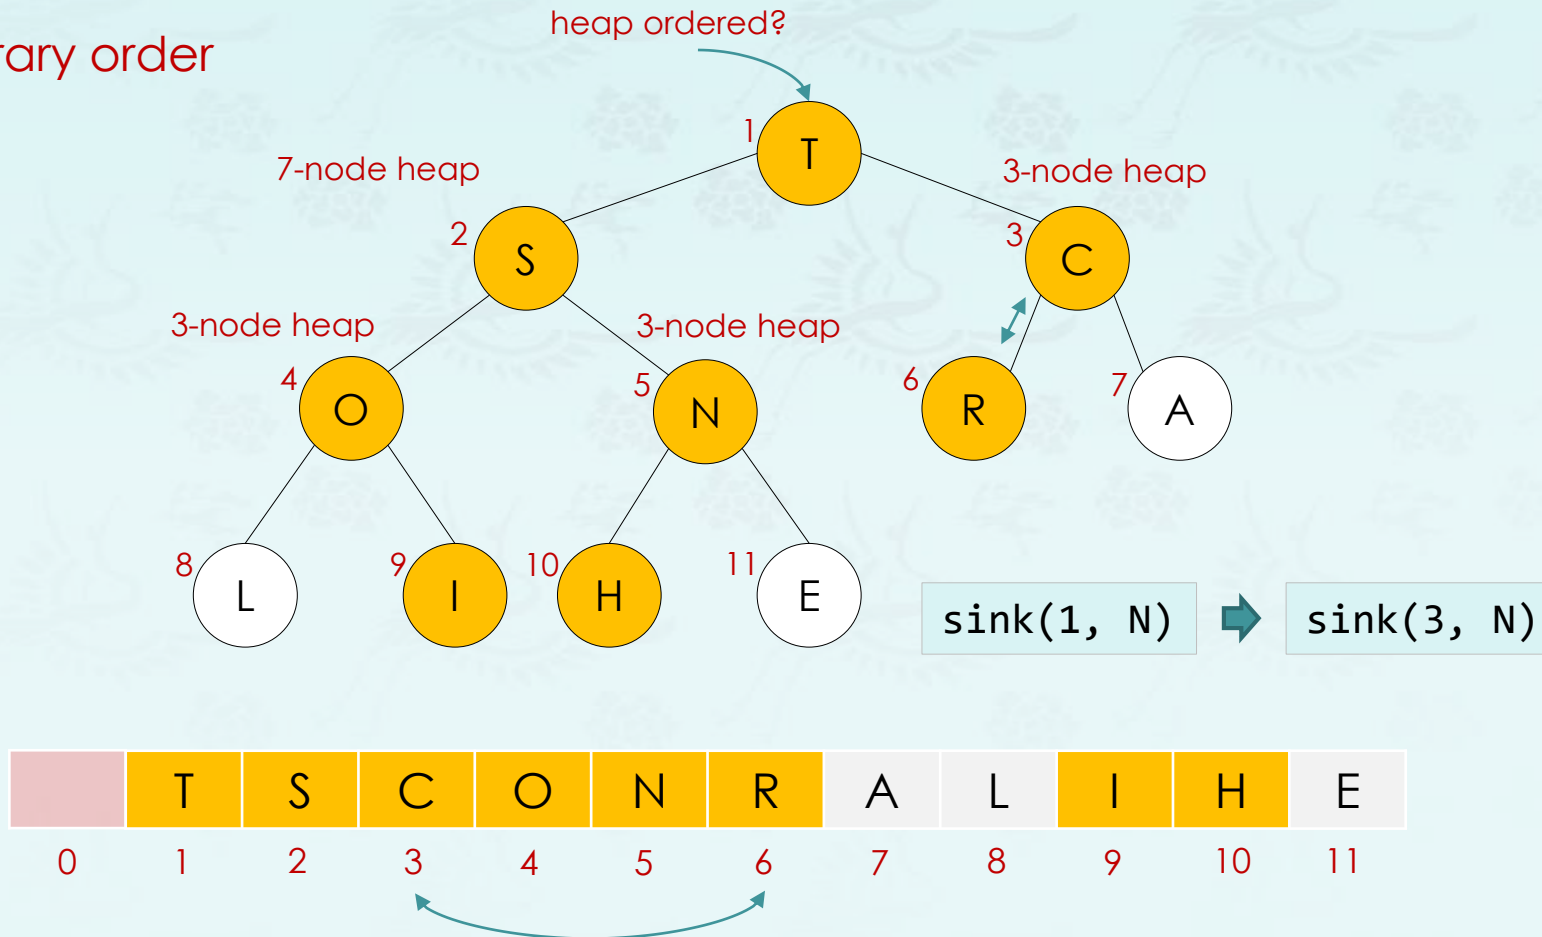 heap ordered?
rary order
1
T
7-node heap
3-node heap
2
S
3
C
3-node heap
3-node heap
4
O
5
N
6
R
7
A
8
L
9
I
10
H
11
E
sink(1, N)
sink(3, N)
T S C O N R A L I H E
0 1 2 3 4 5 6 7 8 9 10 11